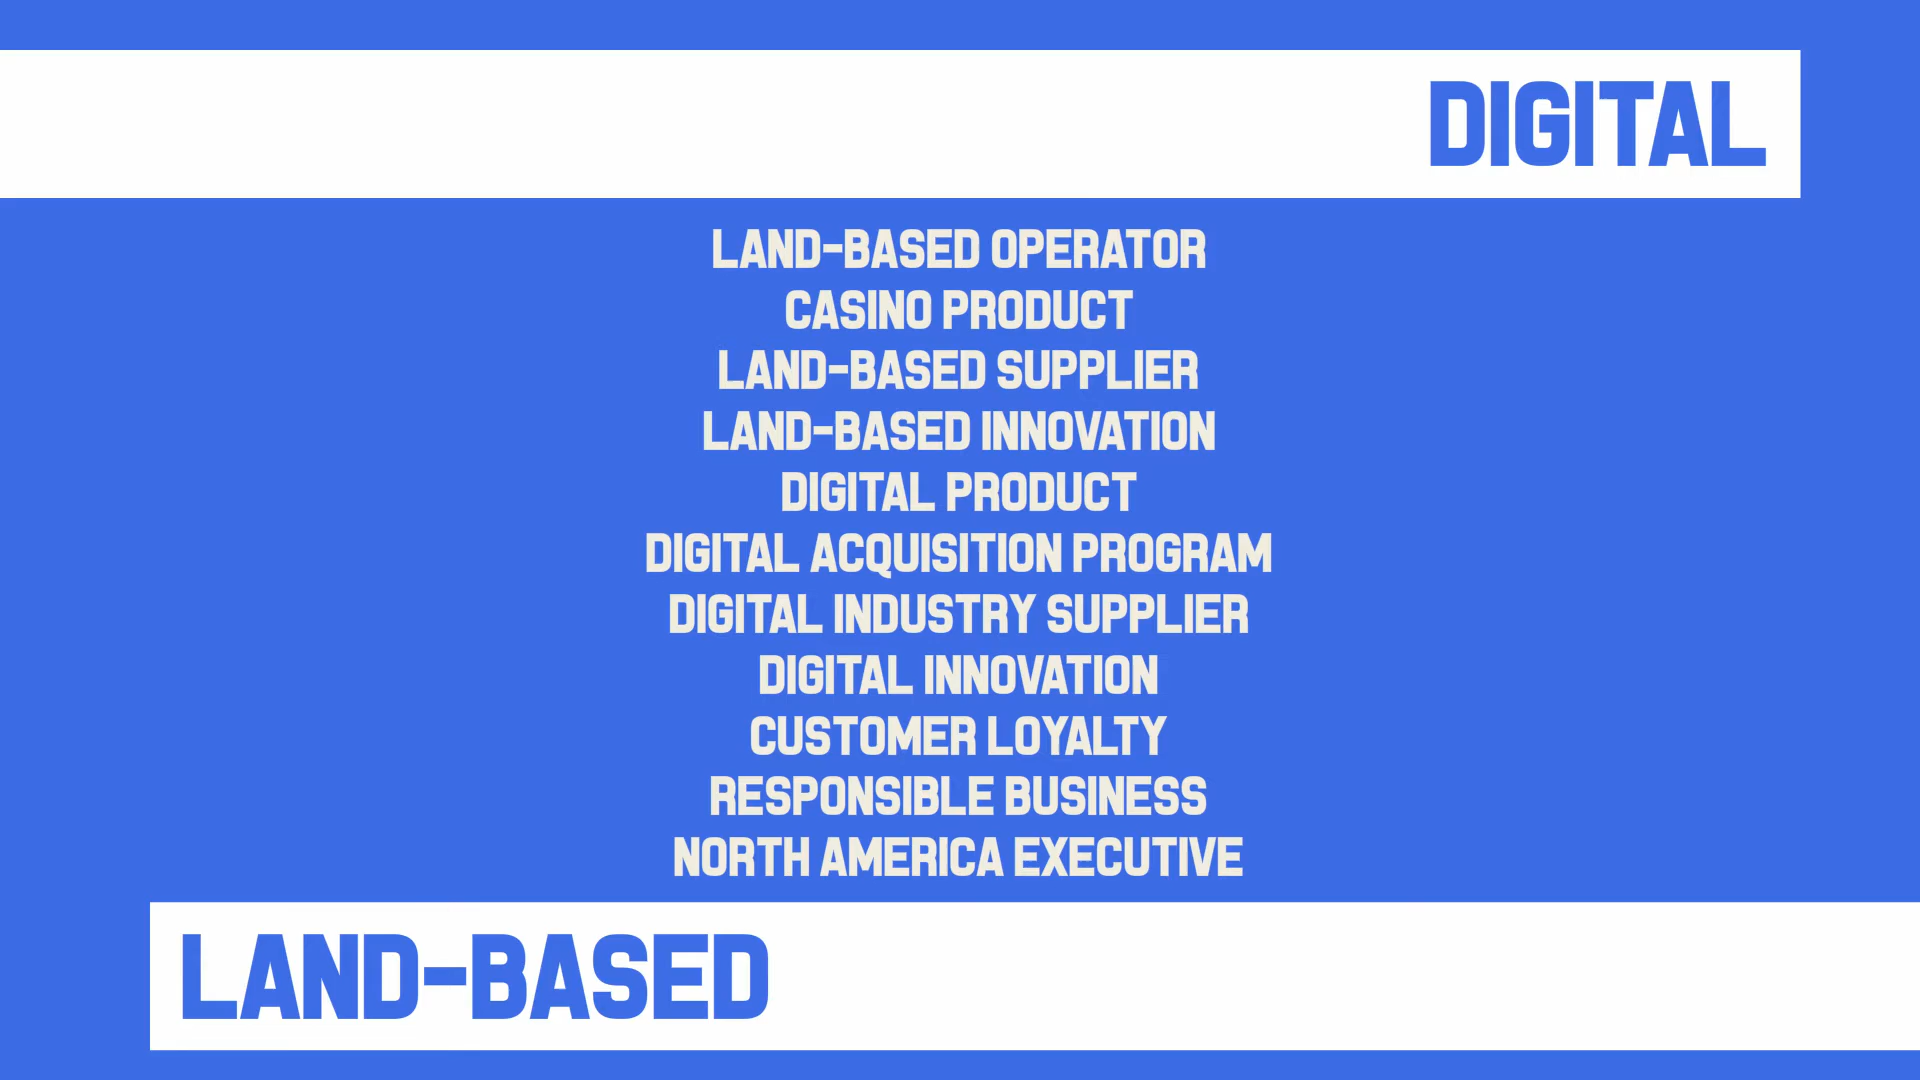 DIGITAL
LAND-BASED OPERATOR
CASINO PRODUCT
LAND-BASED SUPPLIER
LAND-BASED INNOVATION
DIGITAL PRODUCT
DIGITAL ACQUISITION PROGRAM
DIGITAL INDUSTRY SUPPLIER
DIGITAL INNOVATION
CUSTOMER LOYALTY
RESPONSIBLE BUSINESS
NORTH AMERICA EXECUTIVE
LAND-BASED